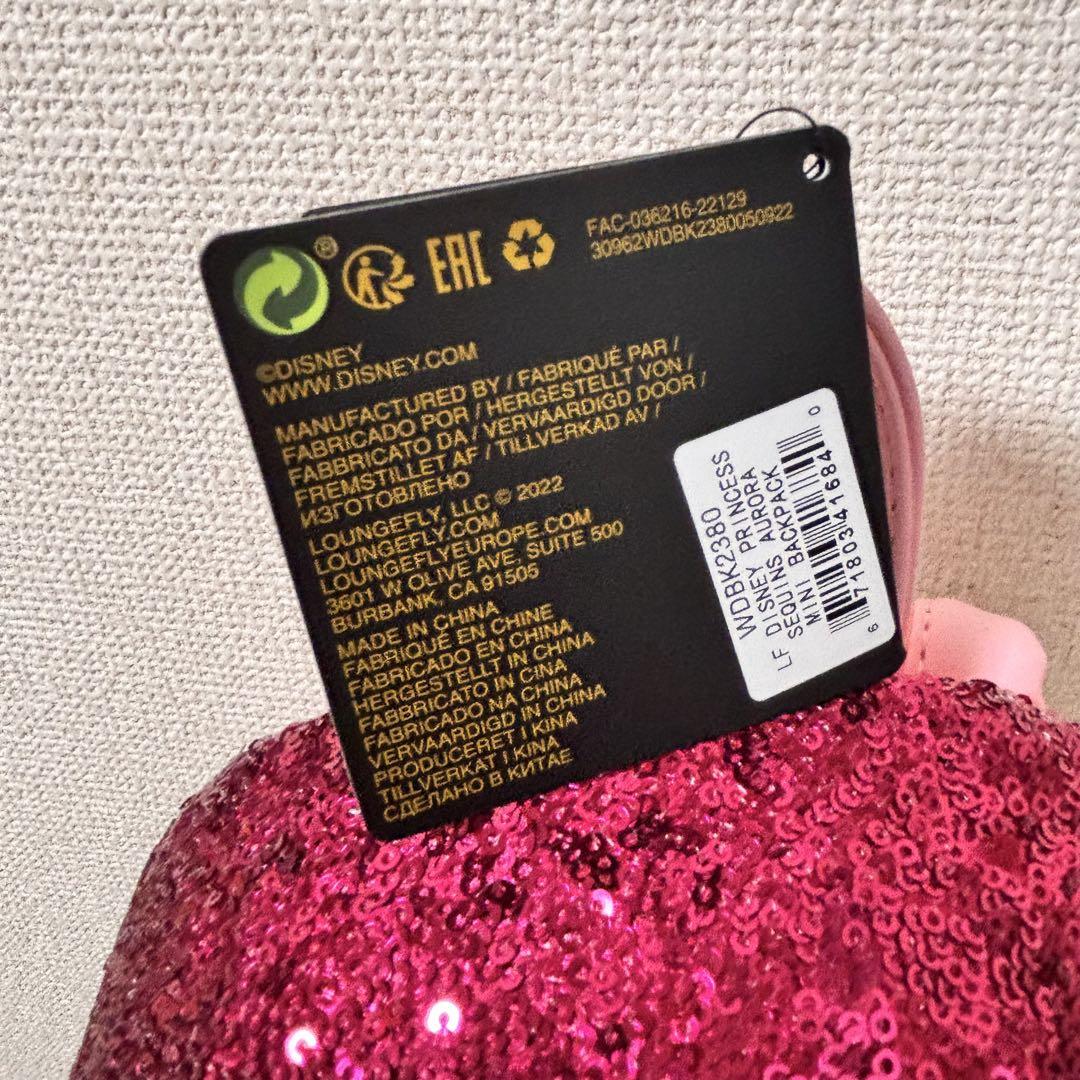 ®
EAC
FAC-036216-22129
30962WDBK2380050922
©DISNEY
WWW.DISNEY.COM
MANUFACTURED BY / FABRIQUÉ PAR /
FABRICADO POR / HERGESTELLT VON /
FABBRICATO DA / VERVAARDIGD DOOR /
FREMSTILLET AF / TILLVERKAD AV /
ИЗГОТОВЛЕНО
LOUNGEFLY, LLC © 2022
LOUNGEFLY.COM
LOUNGEFLYEUROPE.COM
3601 W OLIVE AVE, SUITE 500
BURBANK, CA 91505
MADE IN CHINA
FABRIQUÉ EN CHINE
FABRICADO EN CHINA
HERGESTELLT IN CHINA
FABBRICATO IN CINA
FABRICADO NA CHINA
VERVAARDIGD IN CHINA
PRODUCERET I KINA
TILLVERKAT I KINA
СДЕЛАНО В КИТАЕ
WDBK2380
LF DISNEY PRINCESS
SEQUINS AURORA
MINI BACKPACK
6 71803 41684 0